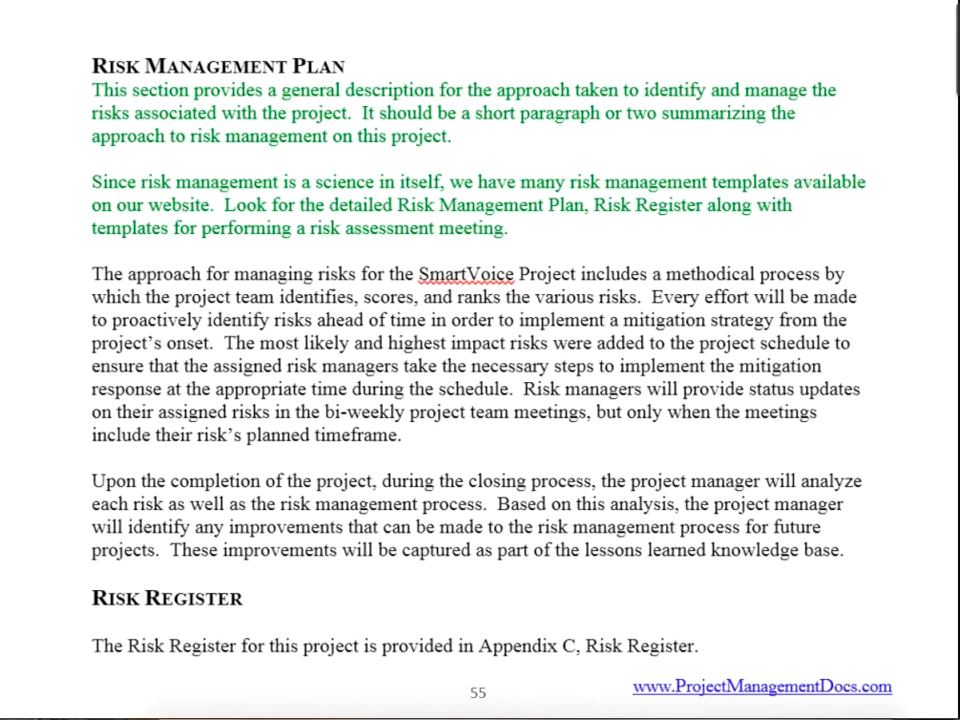 RISK MANAGEMENT PLAN
This section provides a general description for the approach taken to identify and manage the
risks associated with the project.  It should be a short paragraph or two summarizing the
approach to risk management on this project.
Since risk management is a science in itself, we have many risk management templates available
on our website.  Look for the detailed Risk Management Plan, Risk Register along with
templates for performing a risk assessment meeting.
The approach for managing risks for the SmartVoice Project includes a methodical process by
which the project team identifies, scores, and ranks the various risks.  Every effort will be made
to proactively identify risks ahead of time in order to implement a mitigation strategy from the
project's onset.  The most likely and highest impact risks were added to the project schedule to
ensure that the assigned risk managers take the necessary steps to implement the mitigation
response at the appropriate time during the schedule.  Risk managers will provide status updates
on their assigned risks in the bi-weekly project team meetings, but only when the meetings
include their risk's planned timeframe.
Upon the completion of the project, during the closing process, the project manager will analyze
each risk as well as the risk management process.  Based on this analysis, the project manager
will identify any improvements that can be made to the risk management process for future
projects.  These improvements will be captured as part of the lessons learned knowledge base.
RISK REGISTER
The Risk Register for this project is provided in Appendix C, Risk Register.
55
www.ProjectManagementDocs.com